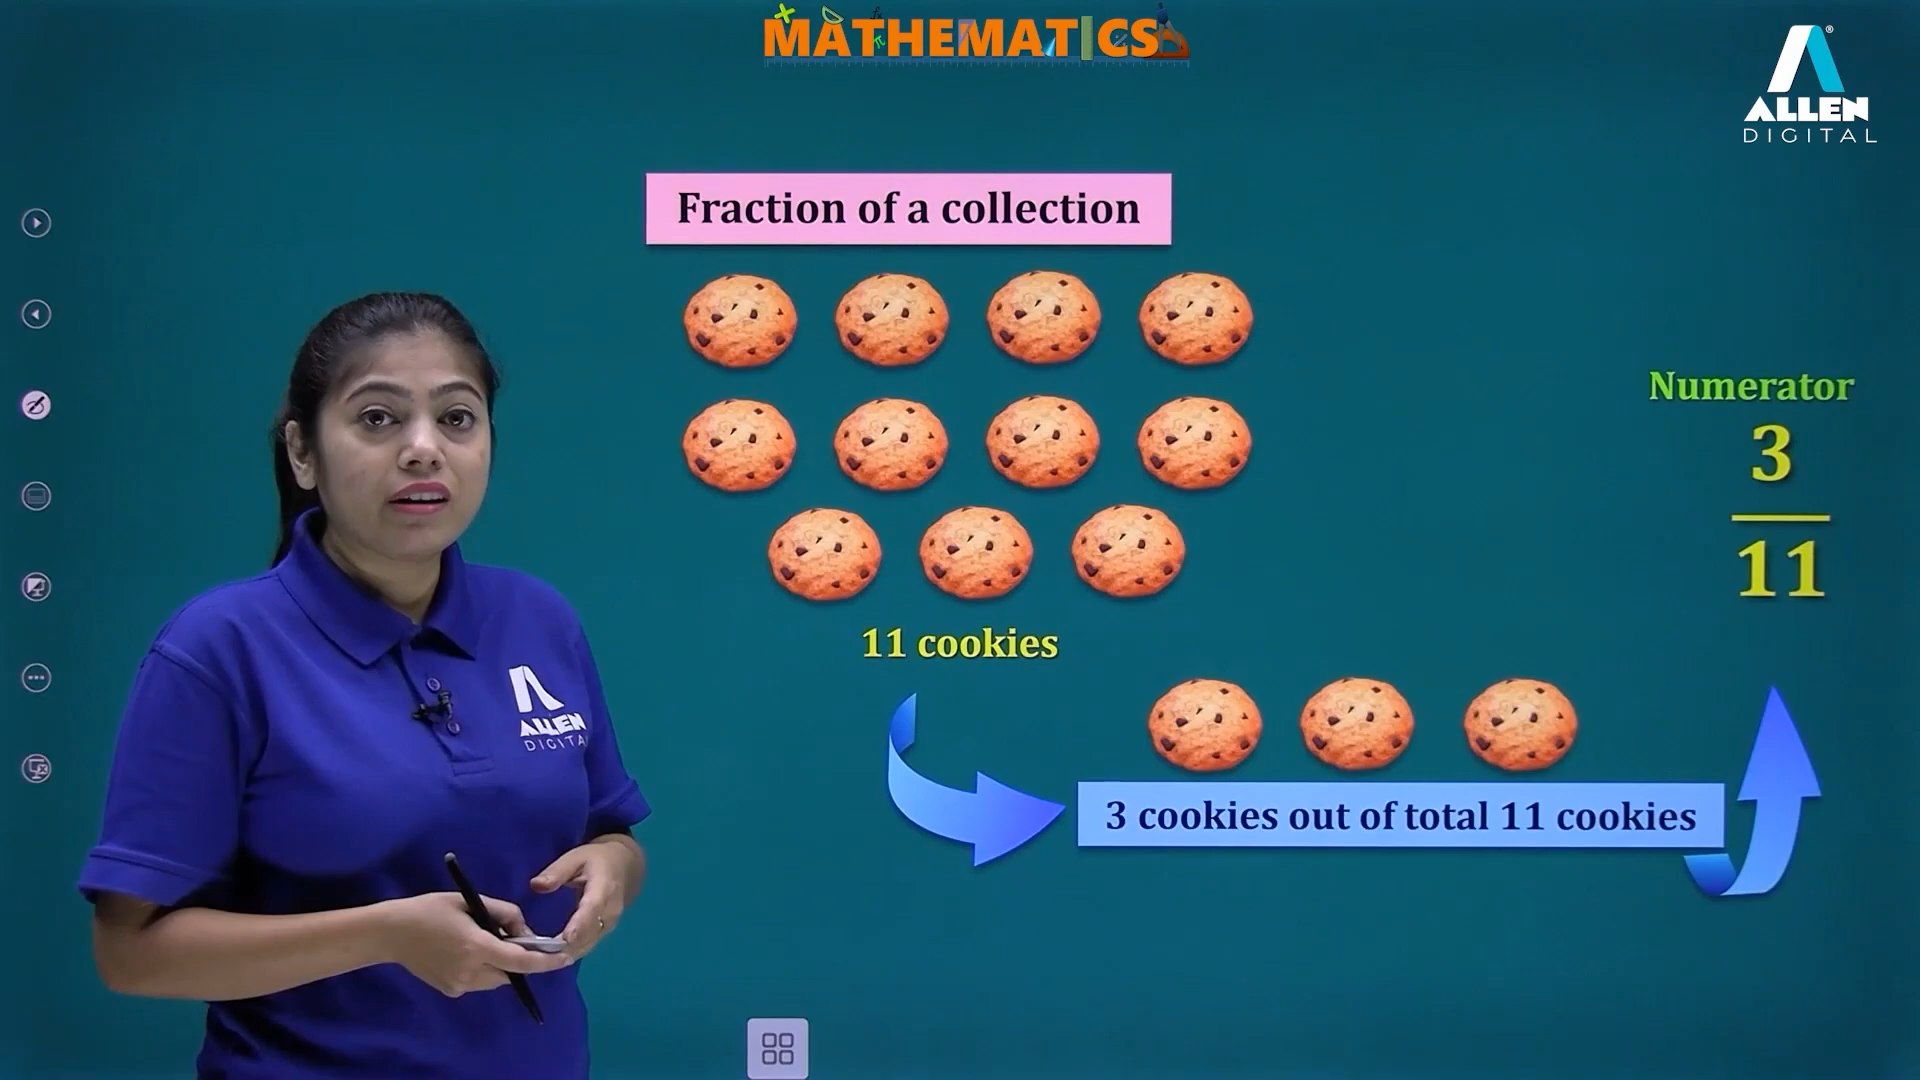 MATHEMATICS
ALLEN
DIGITAL
Fraction of a collection
Numerator
3
11
11 cookies
ALLEN
DIGITA
3 cookies out of total 11 cookies